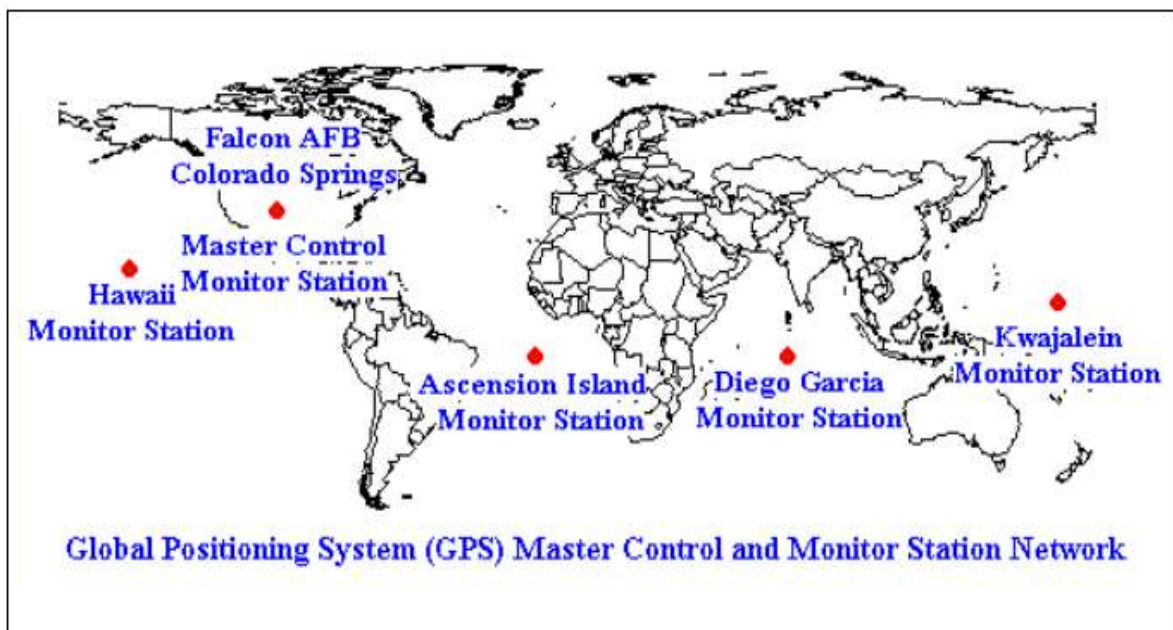 Falcon AFB
Colorado Springs
Master Control
Monitor Station
Hawaii
Monitor Station
Ascension Island
Monitor Station
Diego Garcia
Monitor Station
Kwajalein
Monitor Station
Global Positioning System (GPS) Master Control and Monitor Station Network